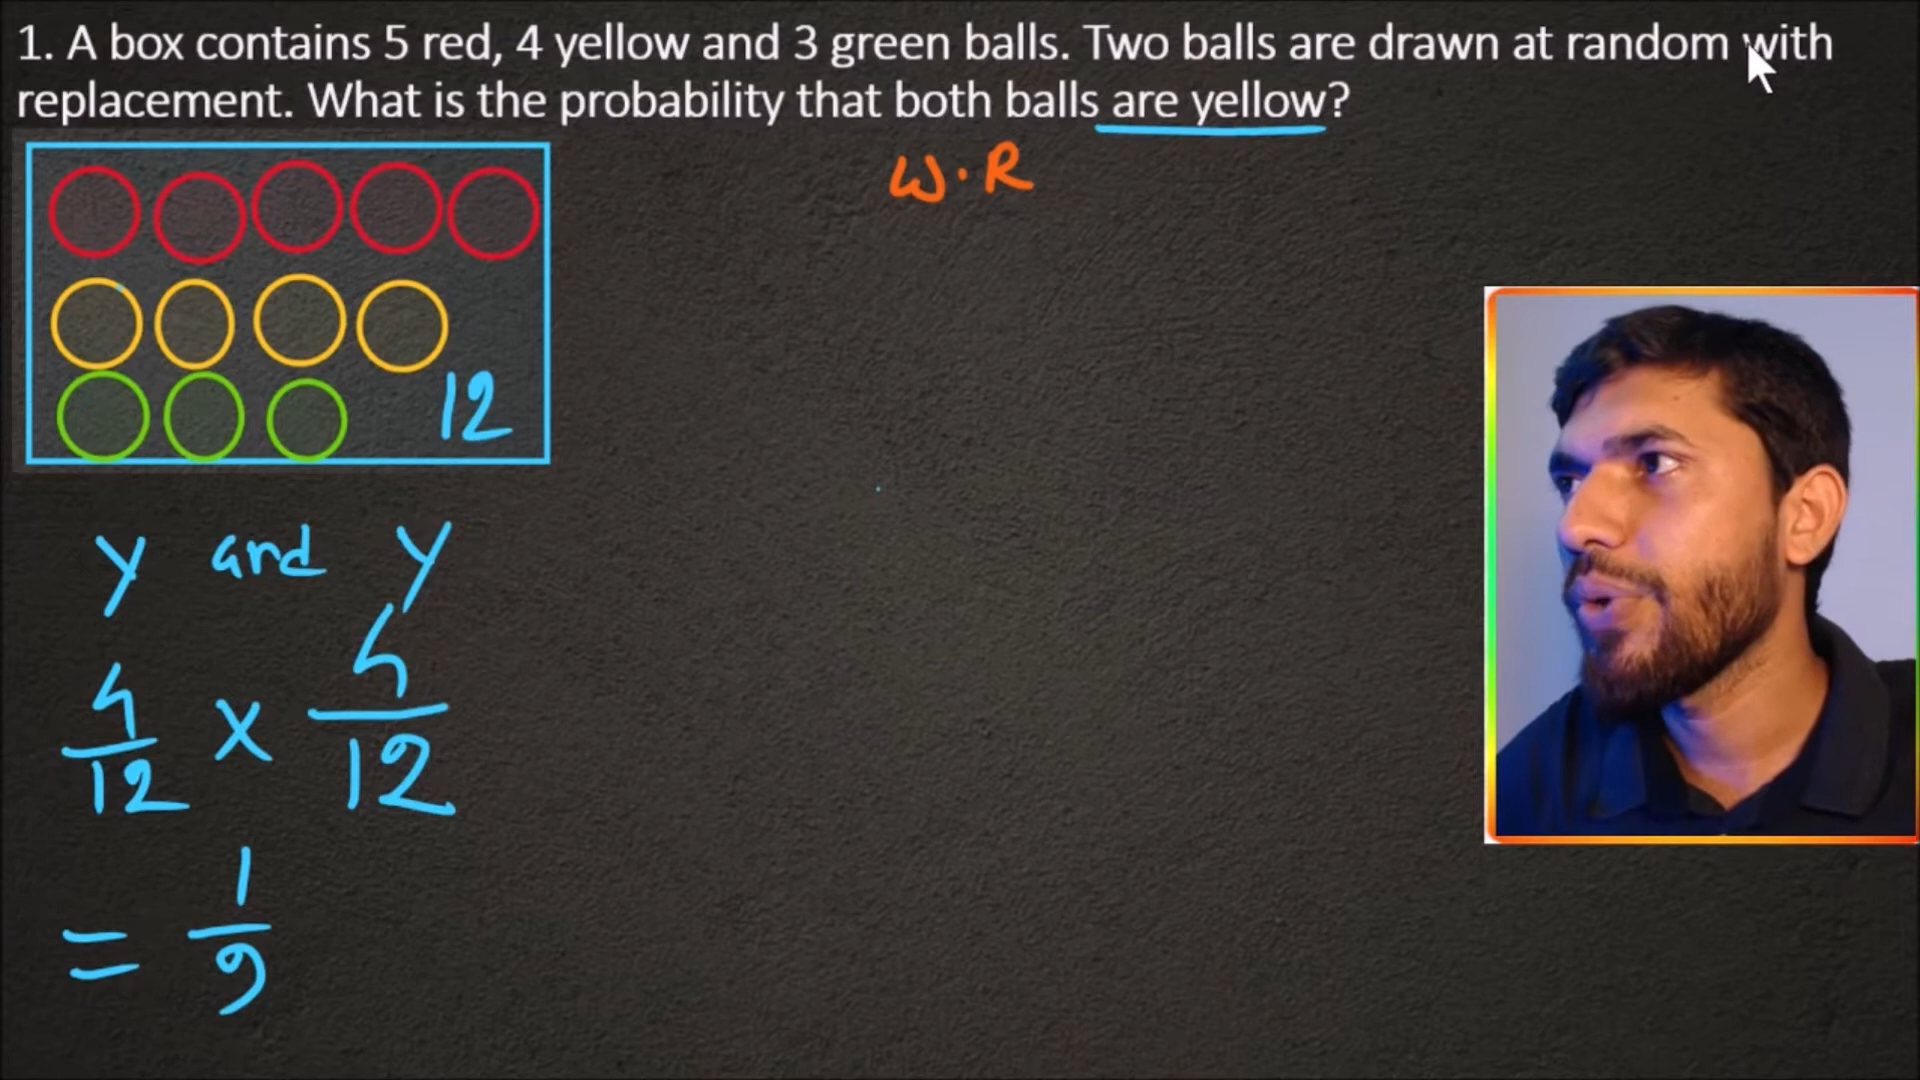 1. A box contains 5 red, 4 yellow and 3 green balls. Two balls are drawn at random with
replacement. What is the probability that both balls are yellow?
W.R
12
y and y
4/12 x 4/12
= 1/9